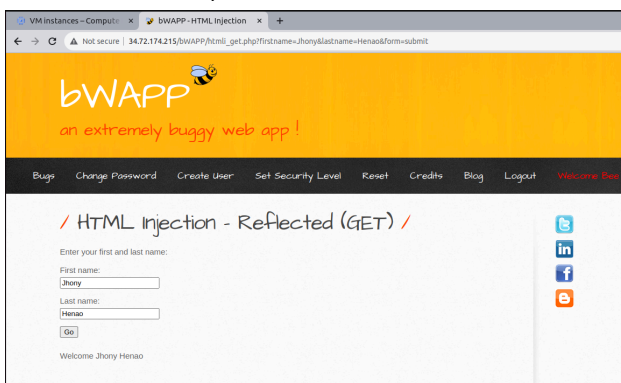 VM instances – Compute
bWAPP - HTML Injection
Not secure | 34.72.174.215/bWAPP/htmli_get.php?firstname=Jhony&lastname=Henao&form=submit
bWAPP
an extremely buggy web app !
Bugs Change Password Create User Set Security Level Reset Credits Blog Logout Welcome Bee
/ HTML Injection - Reflected (GET) /
Enter your first and last name:
First name:
Jhony
Last name:
Henao
Go
Welcome Jhony Henao